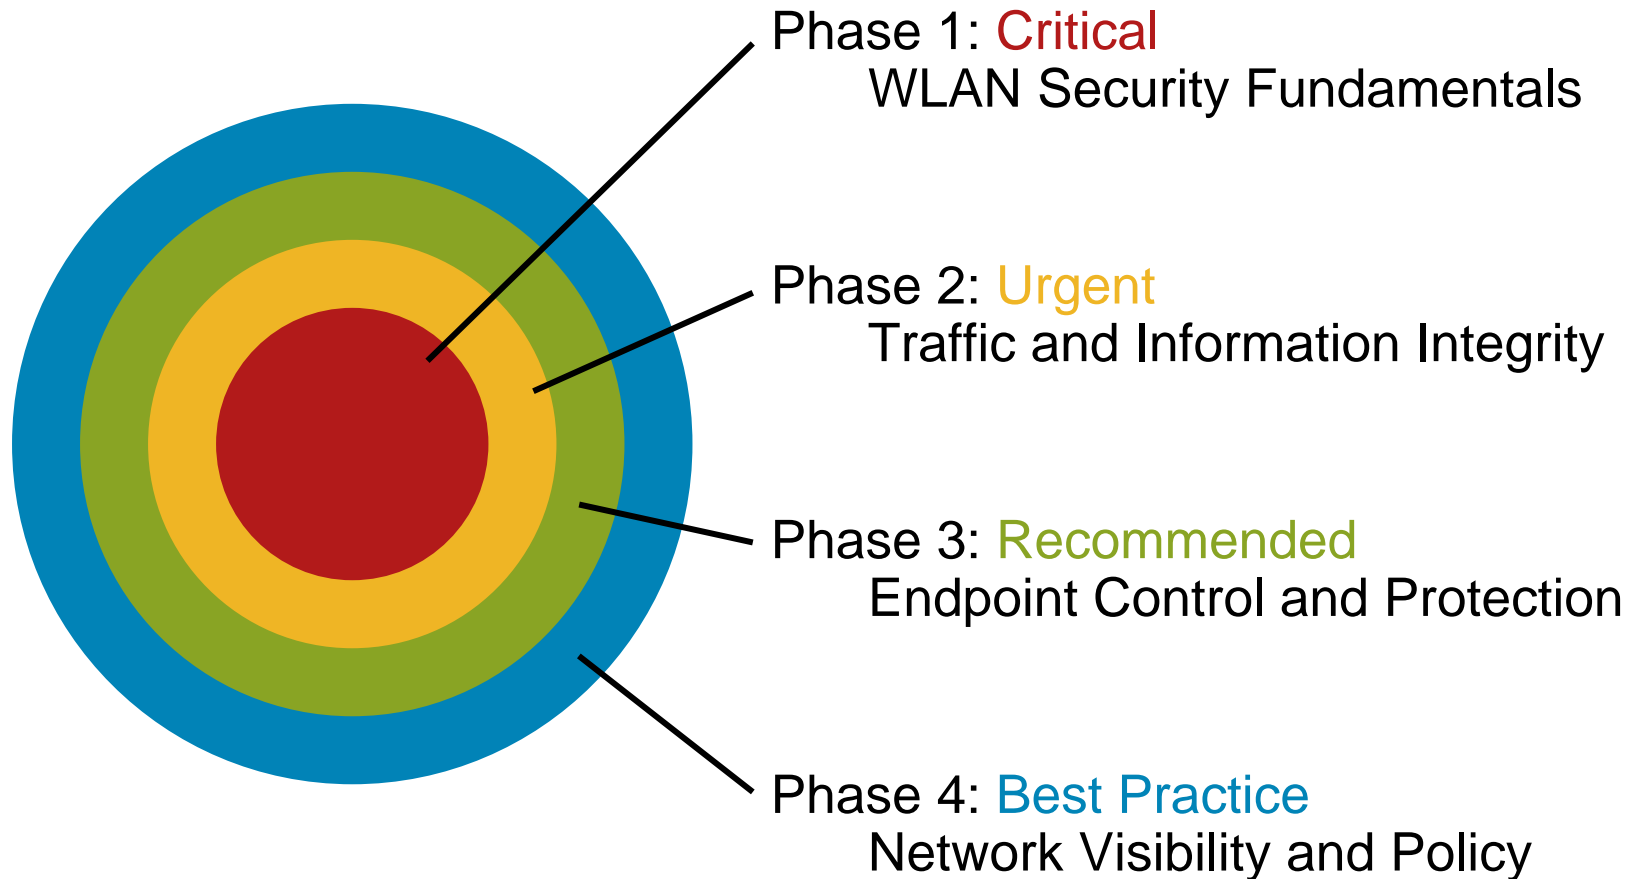 Phase 1: Critical
WLAN Security Fundamentals
Phase 2: Urgent
Traffic and Information Integrity
Phase 3: Recommended
Endpoint Control and Protection
Phase 4: Best Practice
Network Visibility and Policy